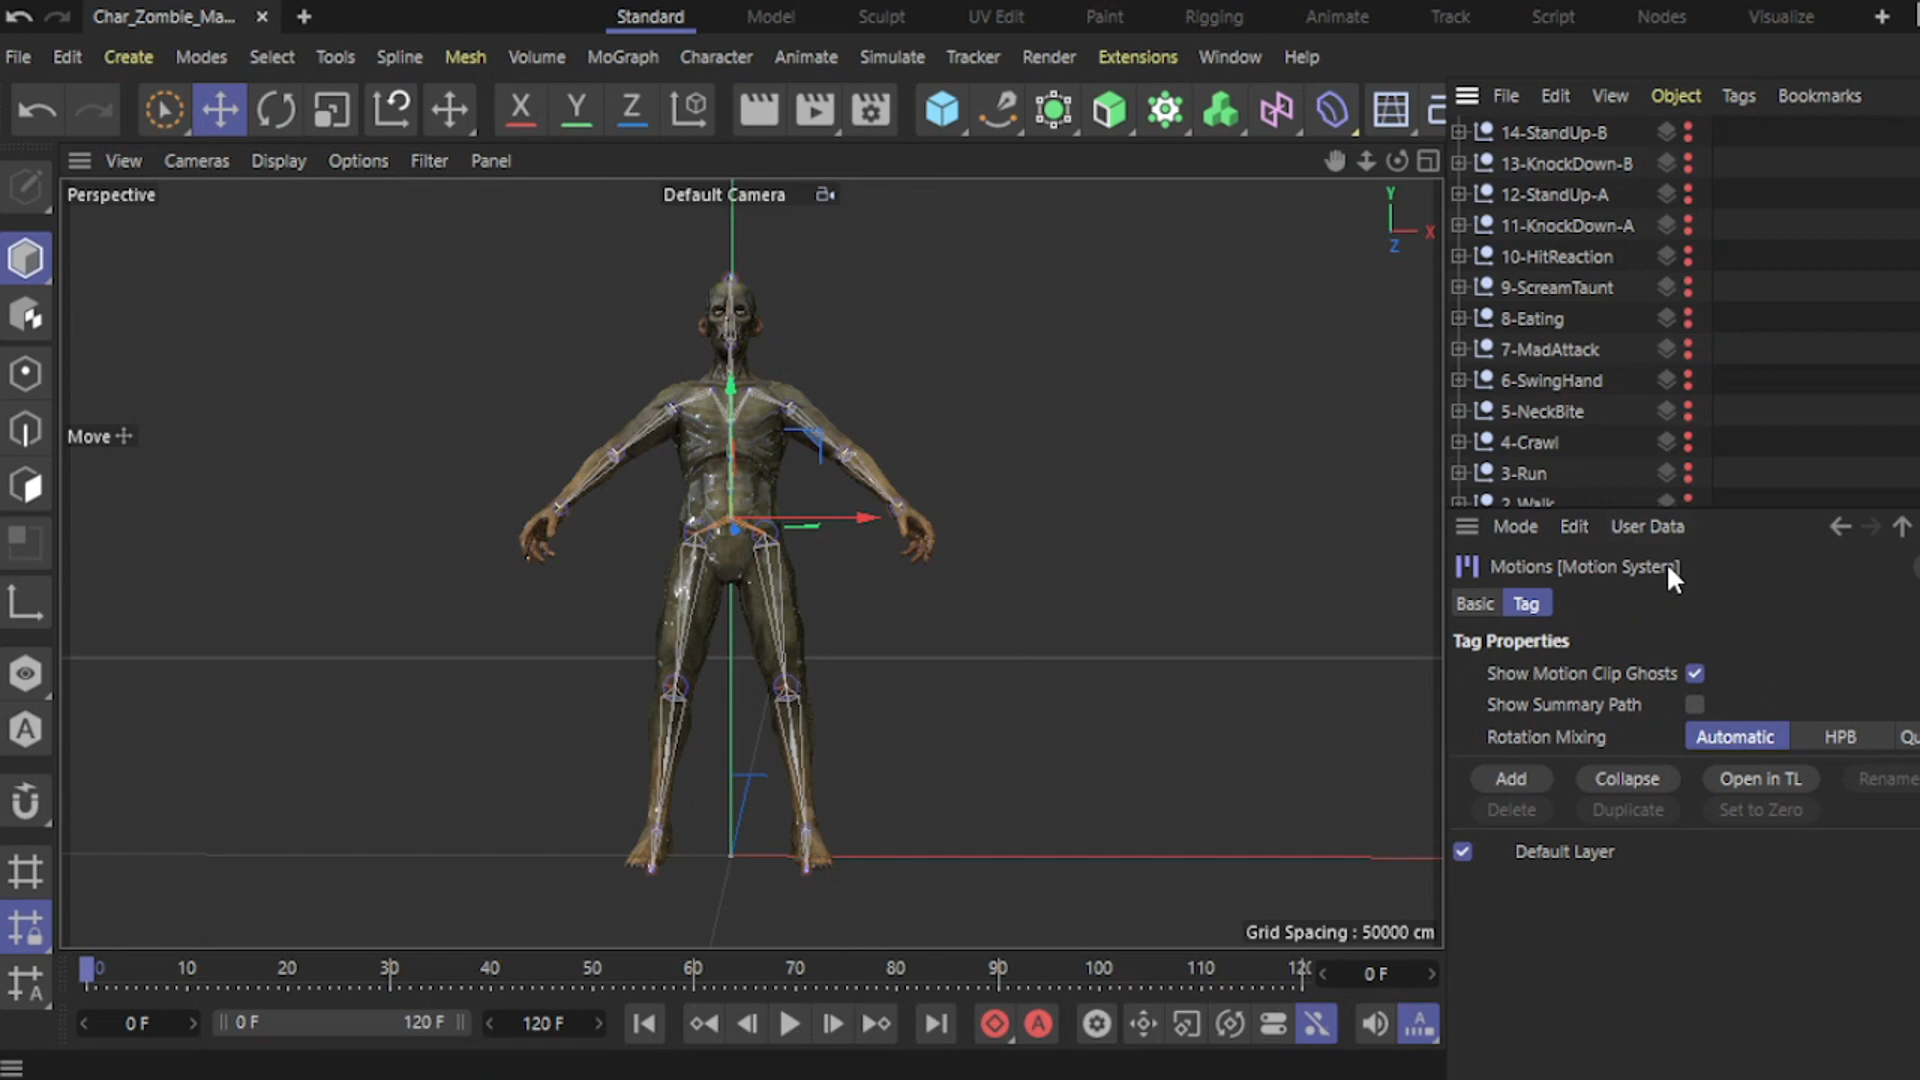 Char_Zombie_Ma... × +
Standard Model Sculpt UV Edit Paint Rigging Animate Track Script Nodes Visualize +
File Edit Create Modes Select Tools Spline Mesh Volume MoGraph Character Animate Simulate Tracker Render Extensions Window Help
X Y Z
File Edit View Object Tags Bookmarks
View Cameras Display Options Filter Panel
Perspective
Default Camera
Y
X
Z
Move
14-StandUp-B
13-KnockDown-B
12-StandUp-A
11-KnockDown-A
10-HitReaction
9-ScreamTaunt
8-Eating
7-MadAttack
6-SwingHand
5-NeckBite
4-Crawl
3-Run
2-Walk
Mode Edit User Data
Motions [Motion System]
Basic Tag
Tag Properties
Show Motion Clip Ghosts
Show Summary Path
Rotation Mixing Automatic HPB Qu
Add Collapse Open in TL Rename
Delete Duplicate Set to Zero
Default Layer
Grid Spacing : 50000 cm
0 10 20 30 40 50 60 70 80 90 100 110 12 0 F
0 F 0 F 120 F 120 F
A
A
A
A